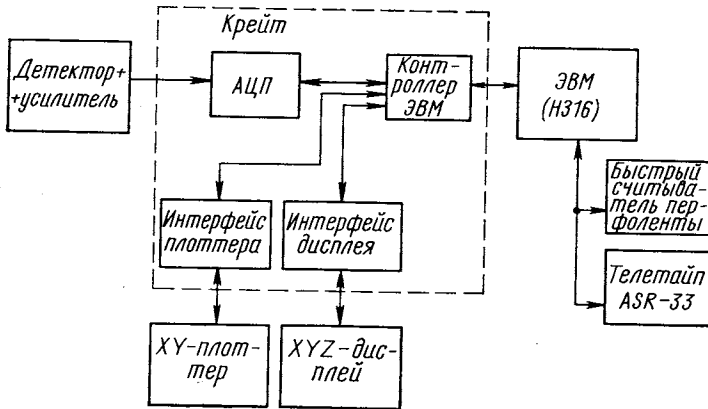 Крейт
Детектор+
+усилитель
АЦП
Конт-
роллер
ЭВМ
ЭВМ
(H316)
Быстрый
считыва-
тель пер-
фоленты
Интерфейс
плоттера
Интерфейс
дисплея
Телетайп
ASR-33
XY-плот-
тер
XYZ-дис-
плей